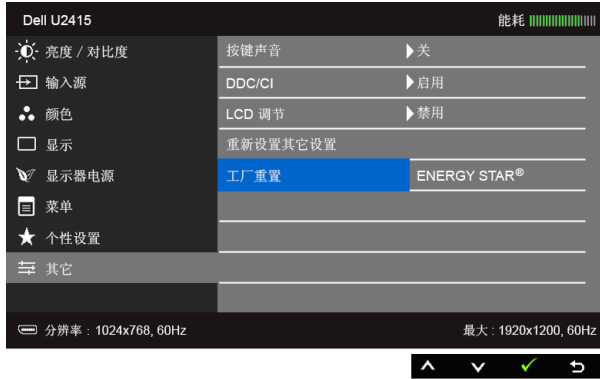 Dell U2415 能耗
亮度 / 对比度 按键声音 关
输入源 DDC/CI 启用
颜色 LCD 调节 禁用
显示 重新设置其它设置
显示器电源 工厂重置 ENERGY STAR®
菜单
个性设置
其它
分辨率 : 1024x768, 60Hz 最大 : 1920x1200, 60Hz